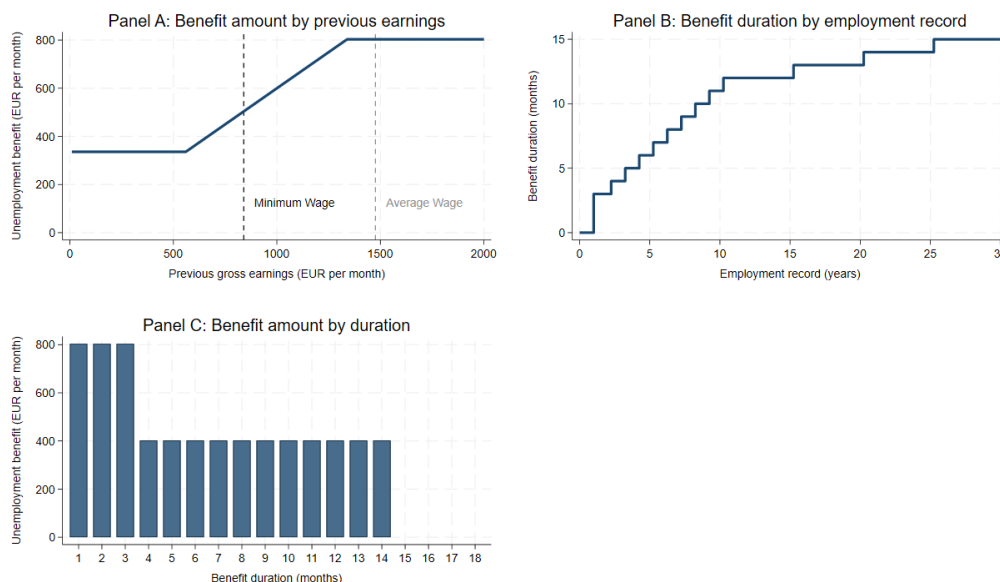 Panel A: Benefit amount by previous earnings
Unemployment benefit (EUR per month)
800
600
400
200
0
Minimum Wage
Average Wage
0 500 1000 1500 2000
Previous gross earnings (EUR per month)
Panel B: Benefit duration by employment record
Benefit duration (months)
15
10
5
0
0 5 10 15 20 25
Employment record (years)
Panel C: Benefit amount by duration
Unemployment benefit (EUR per month)
800
600
400
200
0
1 2 3 4 5 6 7 8 9 10 11 12 13 14 15 16 17 18
Benefit duration (months)